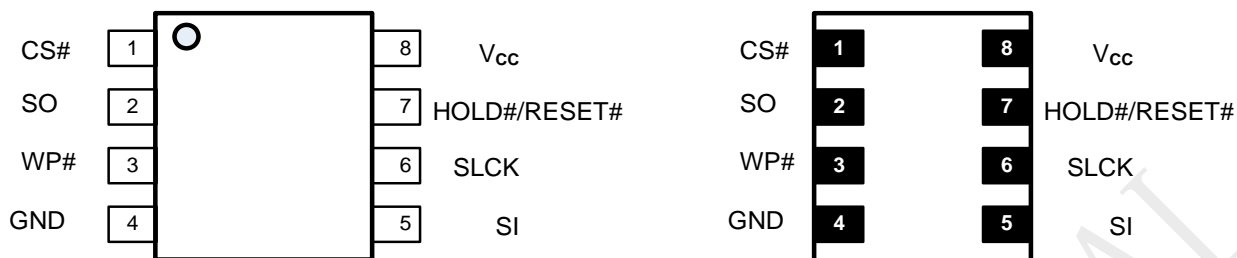 CS# 1 8 Vcc
SO 2 7 HOLD#/RESET#
WP# 3 6 SLCK
GND 4 5 SI
CS# 1 8 Vcc
SO 2 7 HOLD#/RESET#
WP# 3 6 SLCK
GND 4 5 SI